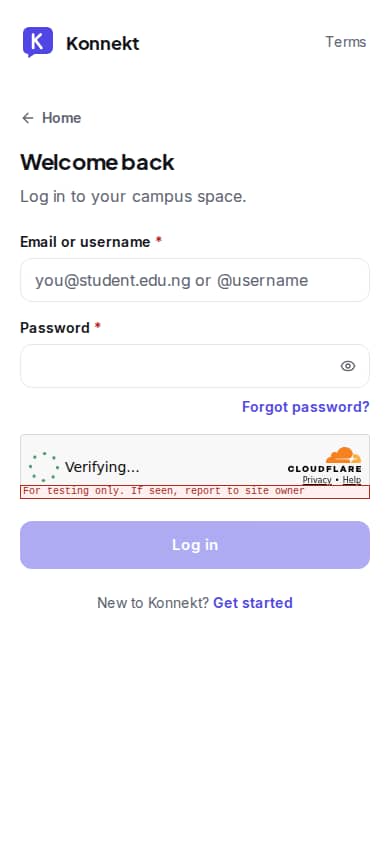 K Konnekt
Terms
← Home
Welcome back
Log in to your campus space.
Email or username *
you@student.edu.ng or @username
Password *
Forgot password?
Verifying...
CLOUDFLARE
Privacy • Help
For testing only. If seen, report to site owner
Log in
New to Konnekt? Get started